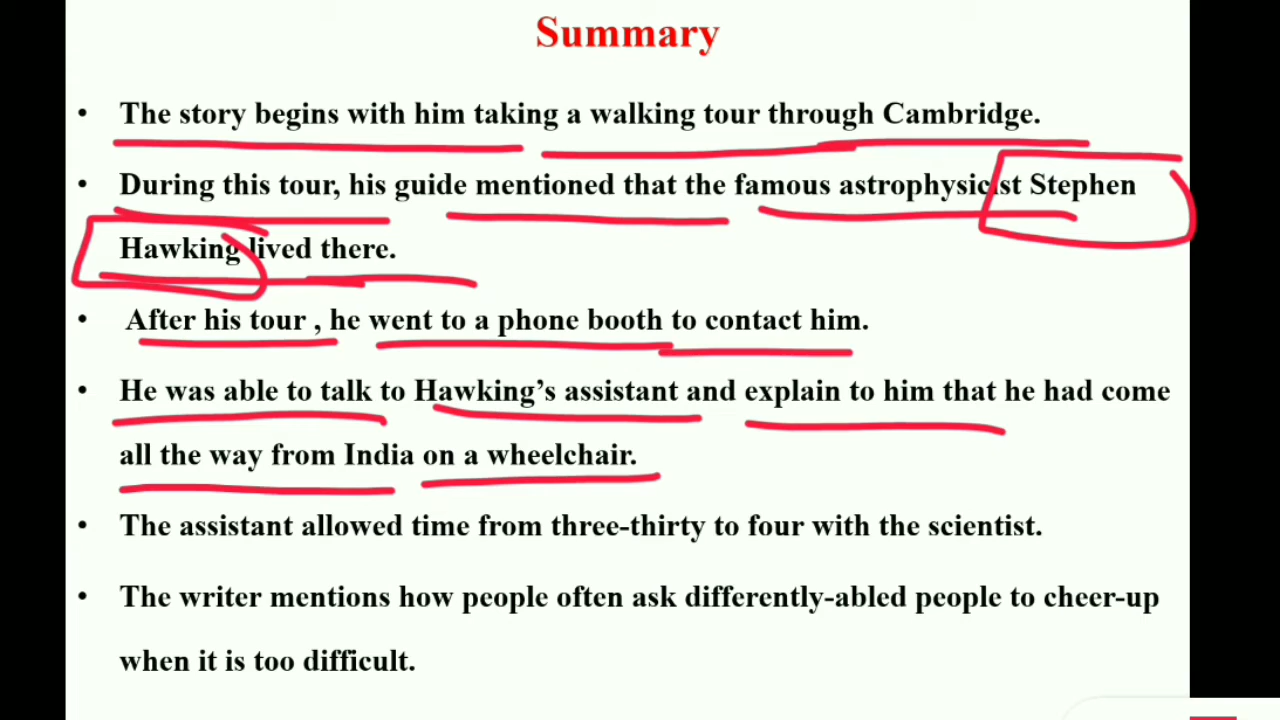 Summary
• The story begins with him taking a walking tour through Cambridge.
• During this tour, his guide mentioned that the famous astrophysicist Stephen
Hawking lived there.
• After his tour , he went to a phone booth to contact him.
• He was able to talk to Hawking’s assistant and explain to him that he had come
all the way from India on a wheelchair.
• The assistant allowed time from three-thirty to four with the scientist.
• The writer mentions how people often ask differently-abled people to cheer-up
when it is too difficult.